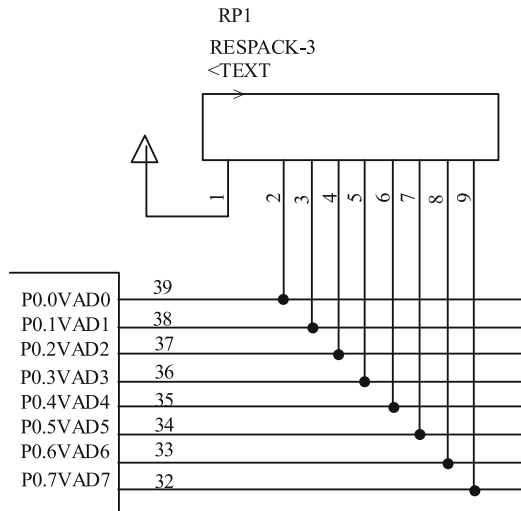 RP1
RESPACK-3
<TEXT
1 2 3 4 5 6 7 8 9
P0.0VAD0 39
P0.1VAD1 38
P0.2VAD2 37
P0.3VAD3 36
P0.4VAD4 35
P0.5VAD5 34
P0.6VAD6 33
P0.7VAD7 32